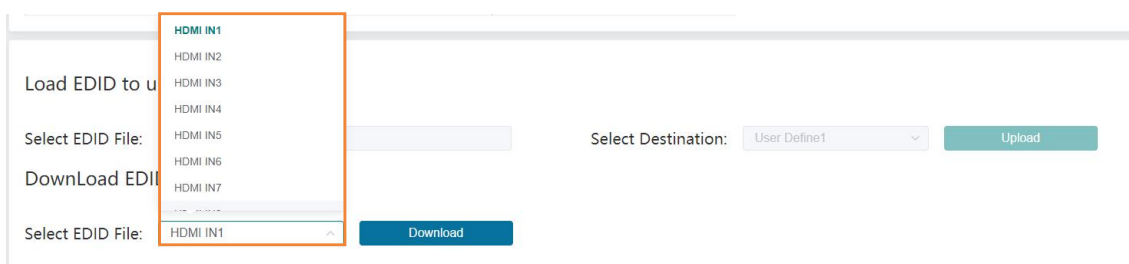 HDMI IN1
HDMI IN2
Load EDID to u
HDMI IN3
HDMI IN4
Select EDID File:
HDMI IN5
Select Destination:
User Define1
Upload
HDMI IN6
DownLoad EDI
HDMI IN7
Select EDID File:
HDMI IN1
Download